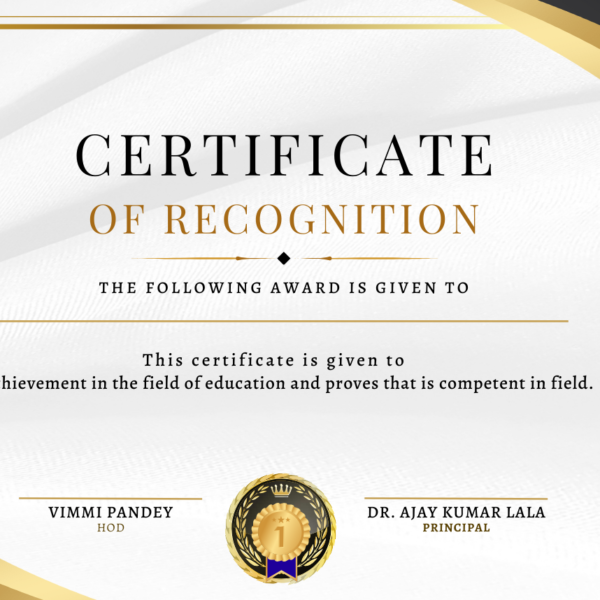 CERTIFICATE
OF RECOGNITION
THE FOLLOWING AWARD IS GIVEN TO
This certificate is given to
hievement in the field of education and proves that is competent in field.
VIMMI PANDEY
HOD
1
DR. AJAY KUMAR LALA
PRINCIPAL